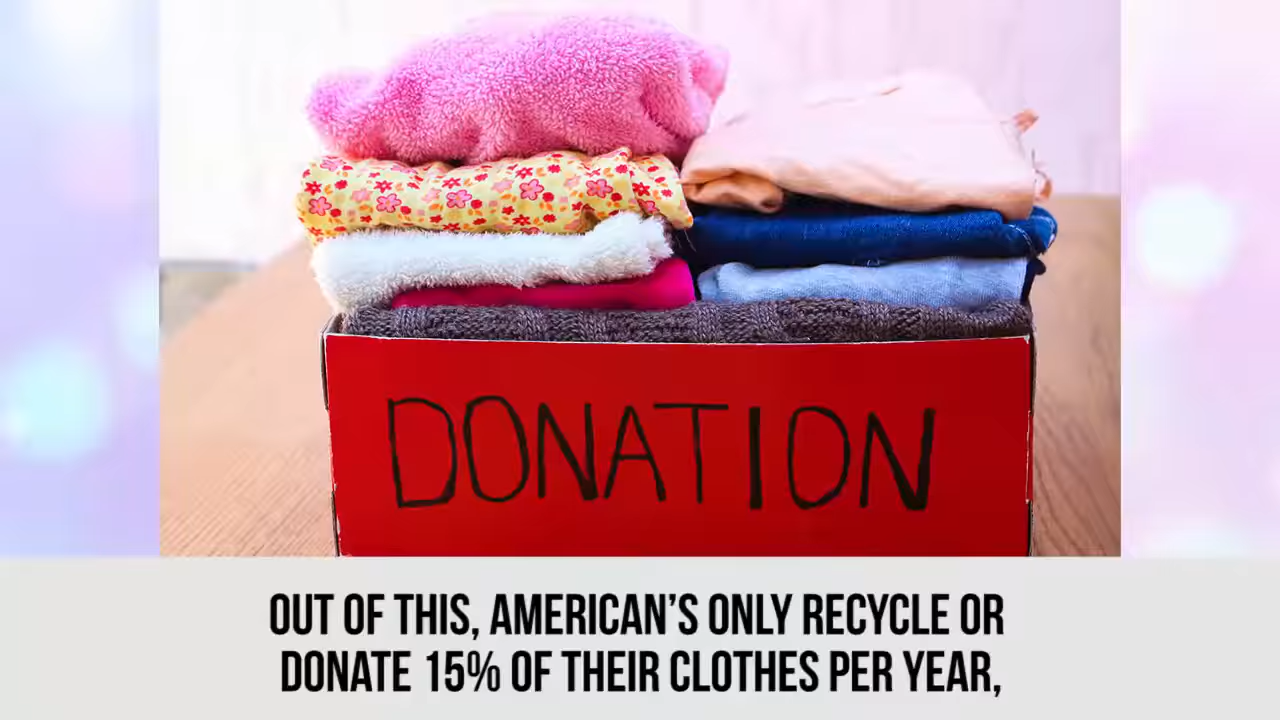 DONATION
OUT OF THIS, AMERICAN’S ONLY RECYCLE OR
DONATE 15% OF THEIR CLOTHES PER YEAR,